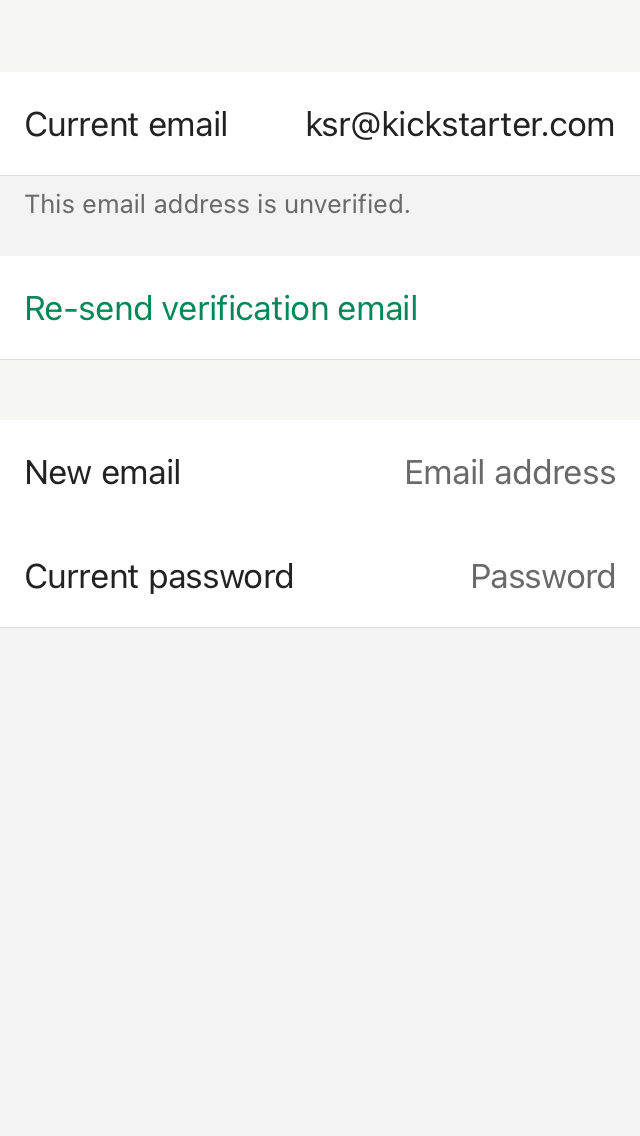 Current email ksr@kickstarter.com
This email address is unverified.
Re-send verification email
New email Email address
Current password Password